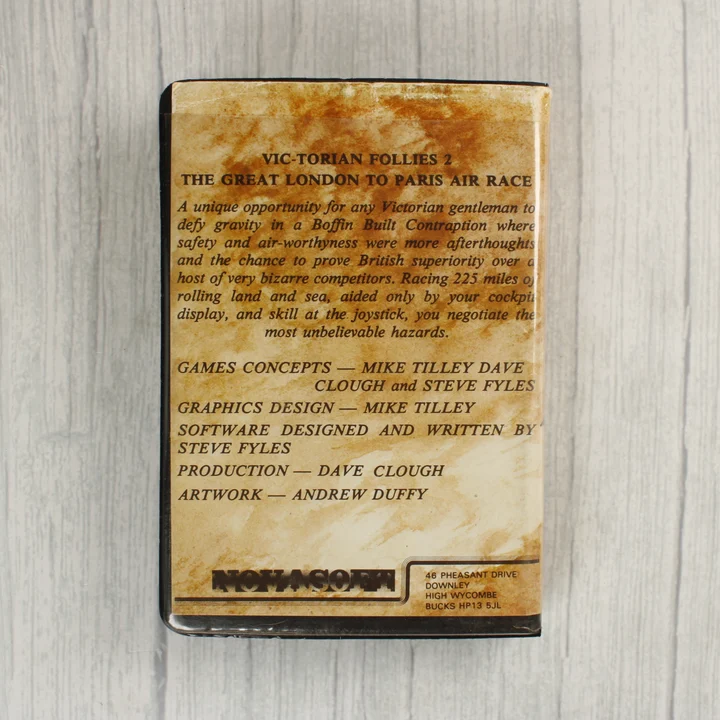 VIC-TORIAN FOLLIES 2
THE GREAT LONDON TO PARIS AIR RACE
A unique opportunity for any Victorian gentleman to
defy gravity in a Boffin Built Contraption where
safety and air-worthyness were more afterthoughts
and the chance to prove British superiority over a
host of very bizarre competitors. Racing 225 miles of
rolling land and sea, aided only by your cockpit
display, and skill at the joystick, you negotiate the
most unbelievable hazards.
GAMES CONCEPTS — MIKE TILLEY DAVE
CLOUGH and STEVE FYLES
GRAPHICS DESIGN — MIKE TILLEY
SOFTWARE DESIGNED AND WRITTEN BY
STEVE FYLES
PRODUCTION — DAVE CLOUGH
ARTWORK — ANDREW DUFFY
NOVASOFT
46 PHEASANT DRIVE
DOWNLEY
HIGH WYCOMBE
BUCKS HP13 5JL